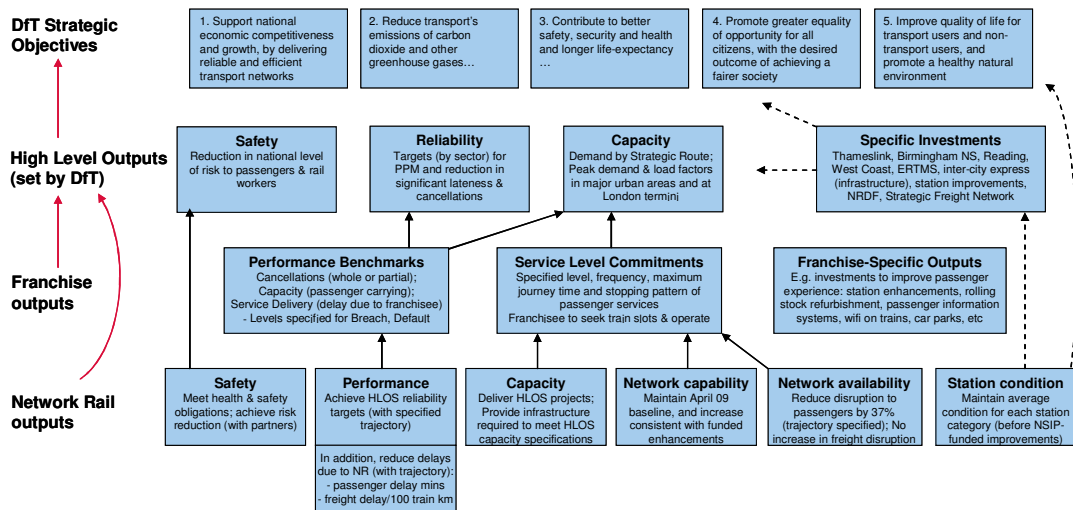 DfT Strategic
Objectives
1. Support national
economic competitiveness
and growth, by delivering
reliable and efficient
transport networks
2. Reduce transport's
emissions of carbon
dioxide and other
greenhouse gases…
3. Contribute to better
safety, security and health
and longer life-expectancy
…
4. Promote greater equality
of opportunity for all
citizens, with the desired
outcome of achieving a
fairer society
5. Improve quality of life for
transport users and non-
transport users, and
promote a healthy natural
environment
High Level Outputs
(set by DfT)
Safety
Reduction in national level
of risk to passengers & rail
workers
Reliability
Targets (by sector) for
PPM and reduction in
significant lateness &
cancellations
Capacity
Demand by Strategic Route;
Peak demand & load factors
in major urban areas and at
London termini
Specific Investments
Thameslink, Birmingham NS, Reading,
West Coast, ERTMS, inter-city express
(infrastructure), station improvements,
NRDF, Strategic Freight Network
Franchise
outputs
Performance Benchmarks
Cancellations (whole or partial);
Capacity (passenger carrying);
Service Delivery (delay due to franchisee)
- Levels specified for Breach, Default
Service Level Commitments
Specified level, frequency, maximum
journey time and stopping pattern of
passenger services
Franchisee to seek train slots & operate
Franchise-Specific Outputs
E.g. investments to improve passenger
experience: station enhancements, rolling
stock refurbishment, passenger information
systems, wifi on trains, car parks, etc
Network Rail
outputs
Safety
Meet health & safety
obligations; achieve risk
reduction (with partners)
Performance
Achieve HLOS reliability
targets (with specified
trajectory)
In addition, reduce delays
due to NR (with trajectory):
- passenger delay mins
- freight delay/100 train km
Capacity
Deliver HLOS projects;
Provide infrastructure
required to meet HLOS
capacity specifications
Network capability
Maintain April 09
baseline, and increase
consistent with funded
enhancements
Network availability
Reduce disruption to
passengers by 37%
(trajectory specified); No
increase in freight disruption
Station condition
Maintain average
condition for each station
category (before NSIP-
funded improvements)